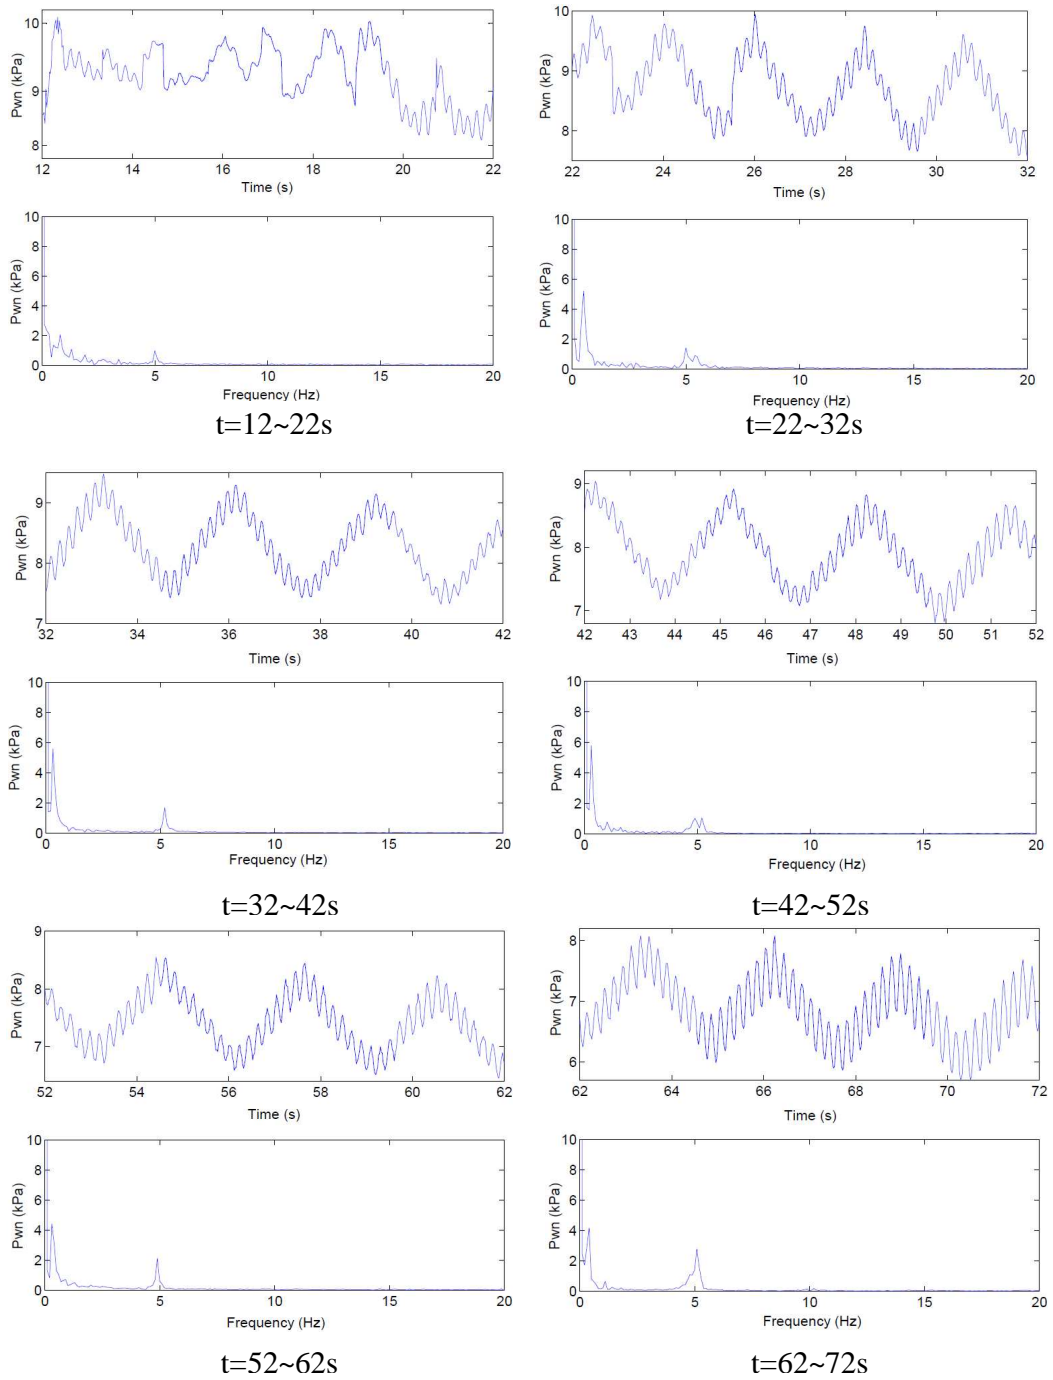 Pwn (kPa)
10
9
8
12 14 16 18 20 22
Time (s)
Pwn (kPa)
10
8
6
4
2
0
0 5 10 15 20
Frequency (Hz)
t=12~22s
Pwn (kPa)
10
9
8
22 24 26 28 30 32
Time (s)
Pwn (kPa)
10
8
6
4
2
0
0 5 10 15 20
Frequency (Hz)
t=22~32s
Pwn (kPa)
9
8
7
32 34 36 38 40 42
Time (s)
Pwn (kPa)
10
8
6
4
2
0
0 5 10 15 20
Frequency (Hz)
t=32~42s
Pwn (kPa)
9
8
7
42 43 44 45 46 47 48 49 50 51 52
Time (s)
Pwn (kPa)
10
8
6
4
2
0
0 5 10 15 20
Frequency (Hz)
t=42~52s
Pwn (kPa)
9
8
7
52 54 56 58 60 62
Time (s)
Pwn (kPa)
10
8
6
4
2
0
0 5 10 15 20
Frequency (Hz)
t=52~62s
Pwn (kPa)
8
7
6
62 64 66 68 70 72
Time (s)
Pwn (kPa)
10
8
6
4
2
0
0 5 10 15 20
Frequency (Hz)
t=62~72s